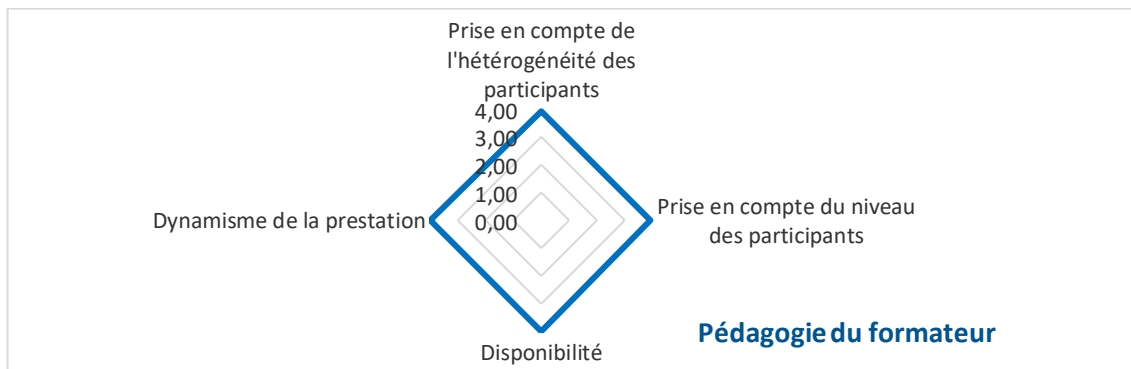 Prise en compte de
l'hétérogénéité des
participants
4,00
3,00
2,00
1,00
0,00
Dynamisme de la prestation
Prise en compte du niveau
des participants
Disponibilité
Pédagogie du formateur